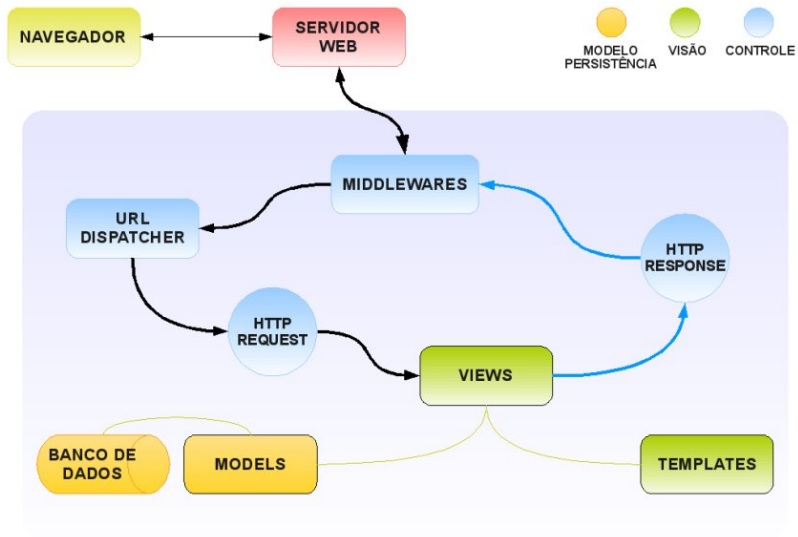 NAVEGADOR
SERVIDOR
WEB
MODELO
PERSISTÊNCIA
VISÃO
CONTROLE
MIDDLEWARES
URL
DISPATCHER
HTTP
RESPONSE
HTTP
REQUEST
VIEWS
BANCO DE
DADOS
MODELS
TEMPLATES